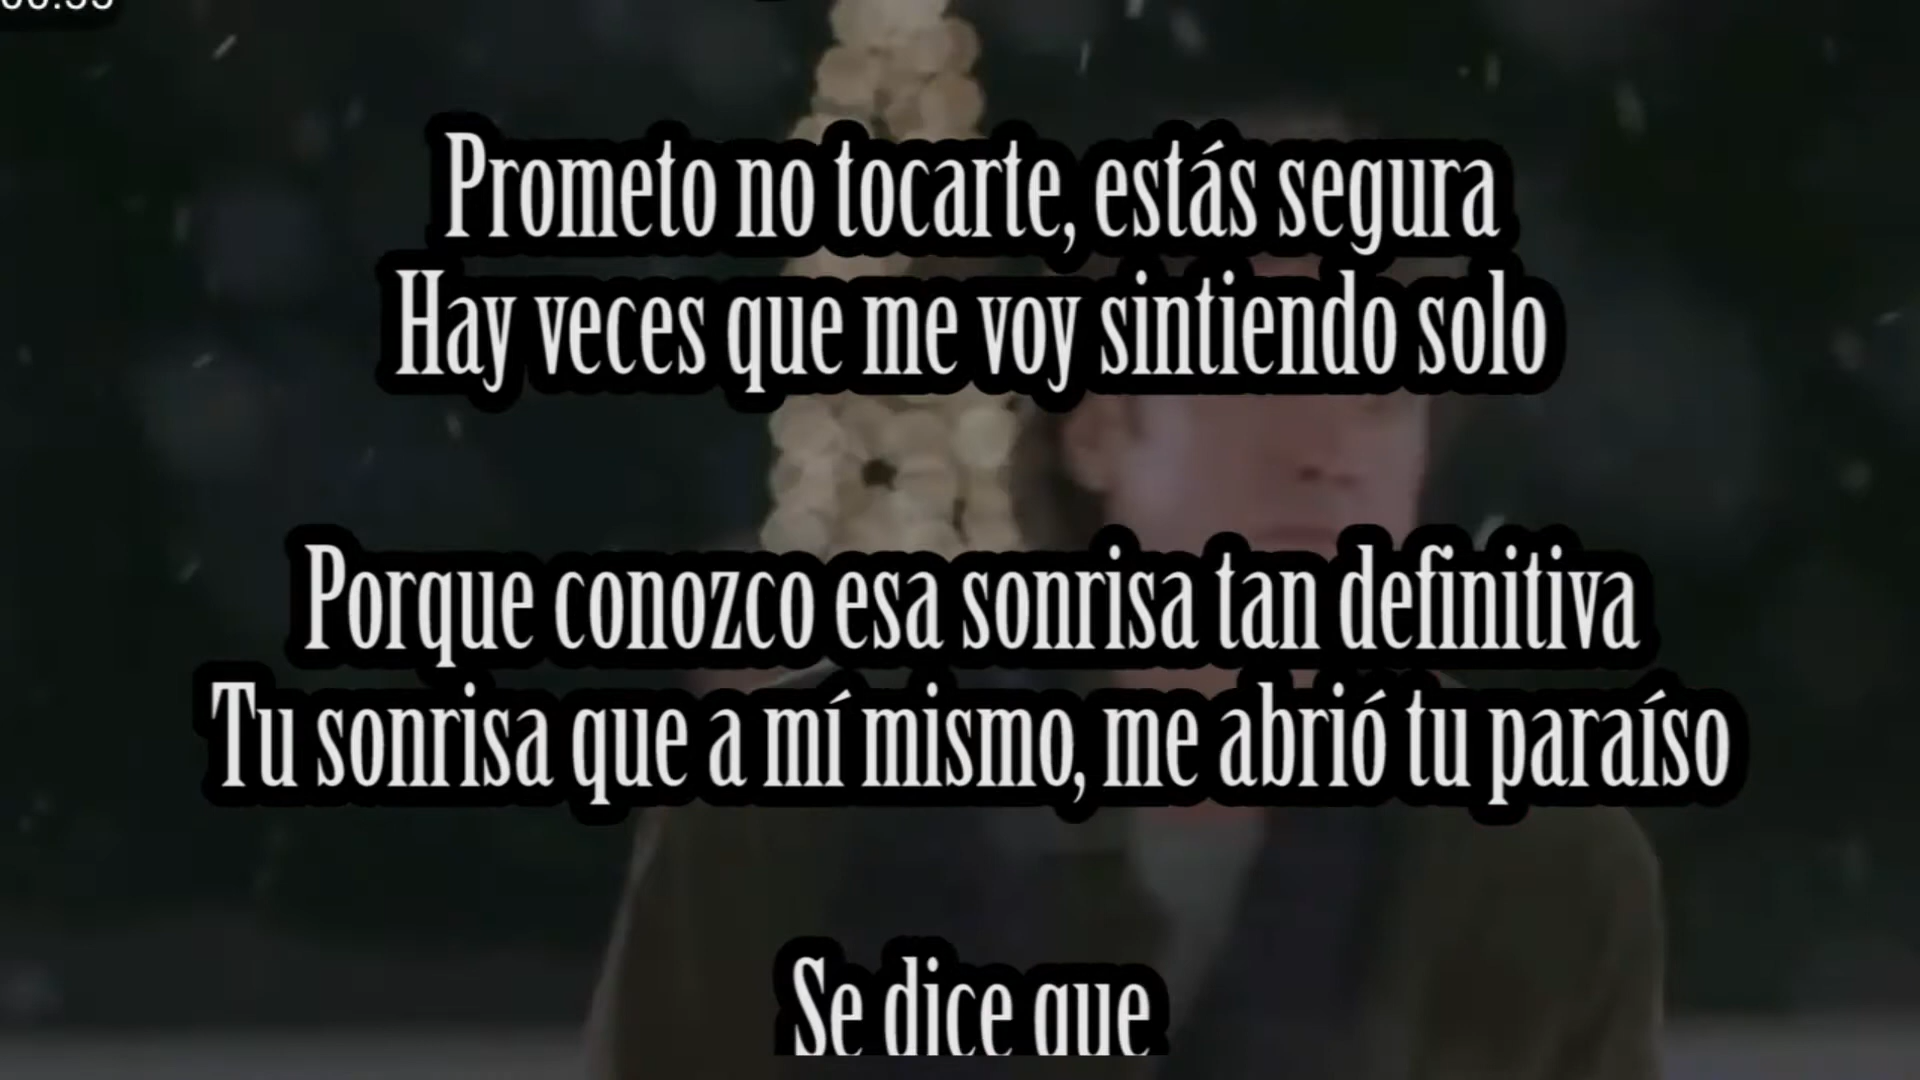 Prometo no tocarte, estás segura
Hay veces que me voy sintiendo solo
Porque conozco esa sonrisa tan definitiva
Tu sonrisa que a mí mismo, me abrió tu paraíso
Se dice que